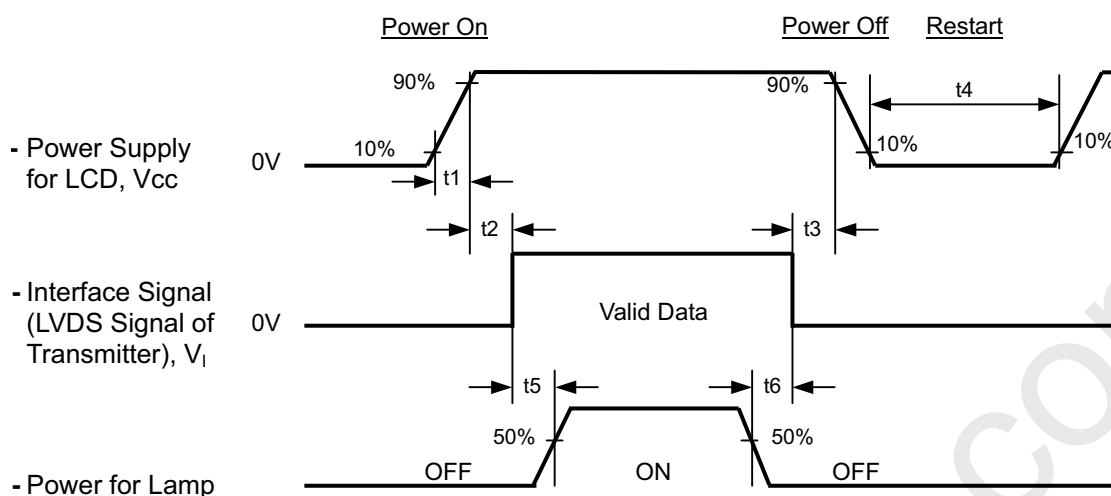 Power On
Power Off
Restart
90%
90%
t4
- Power Supply
for LCD, Vcc
0V
10%
10%
10%
t1
t2
t3
- Interface Signal
(LVDS Signal of
Transmitter), VI
0V
Valid Data
t5
t6
50%
50%
- Power for Lamp
OFF
ON
OFF